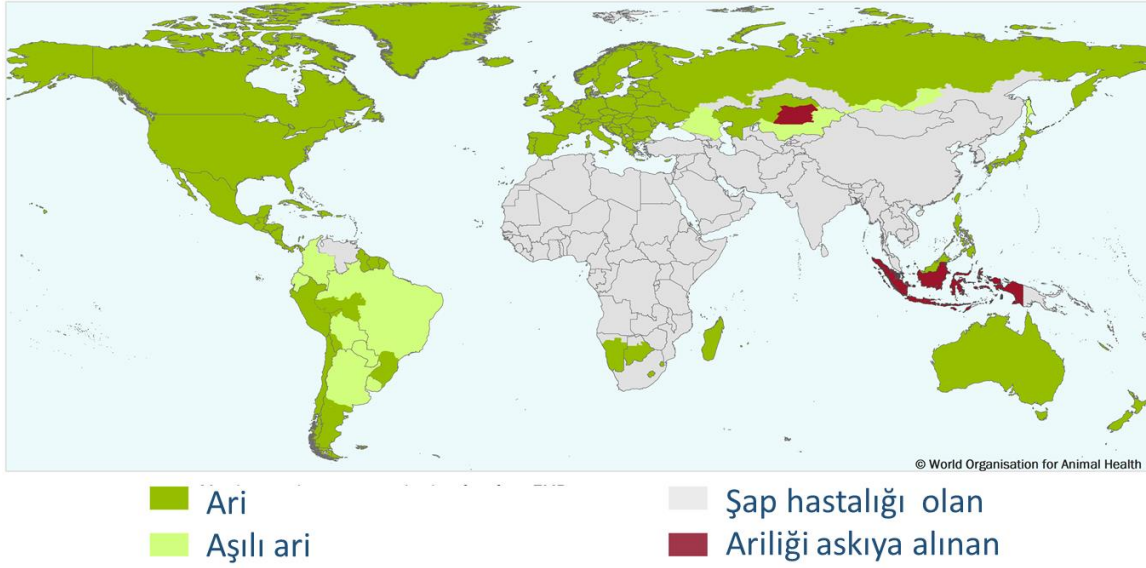 © World Organisation for Animal Health
Ari
Şap hastalığı olan
Aşılı ari
Ariliği askıya alınan